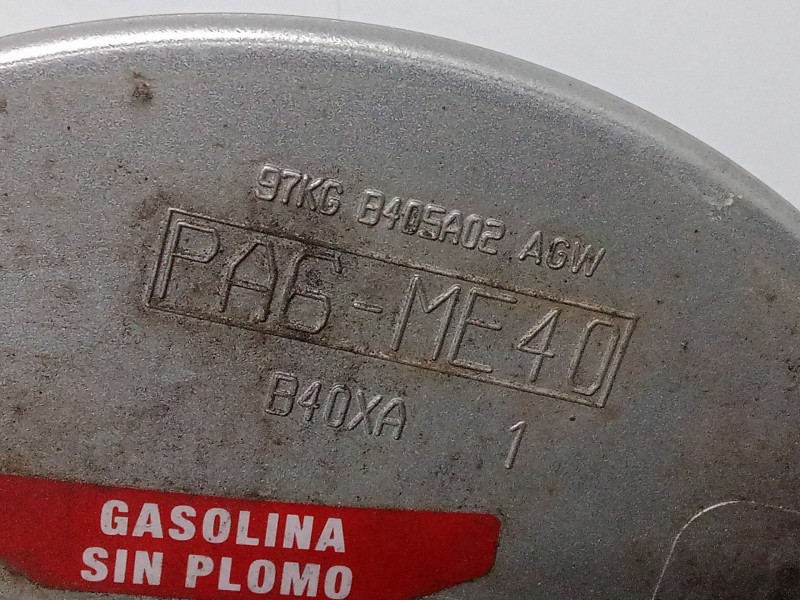 97KG B405A02 AGW
PA6-ME40
B40XA 1
GASOLINA
SIN PLOMO